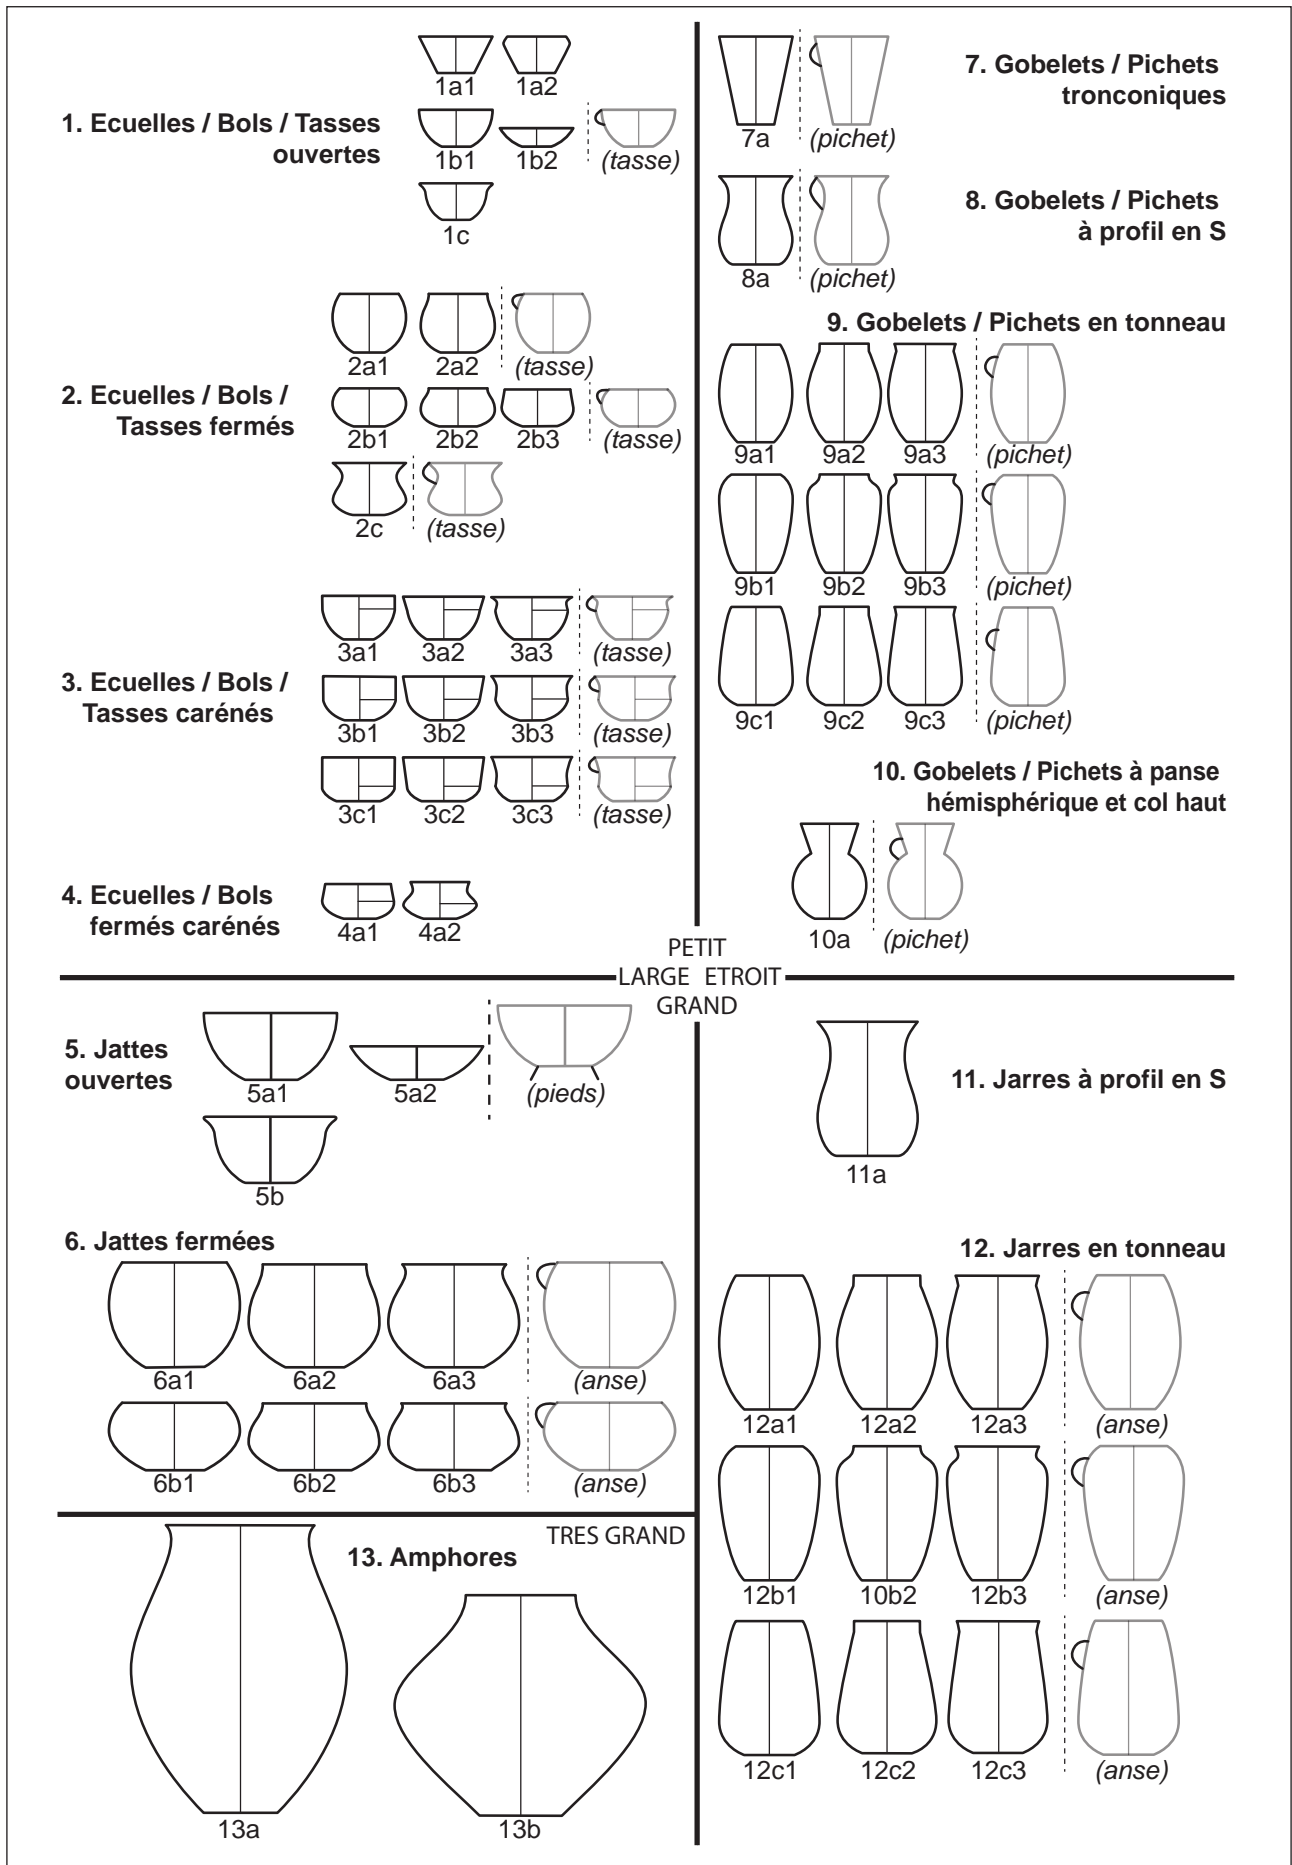 1a1 1a2
1. Ecuelles / Bols / Tasses
ouvertes
1b1 1b2 (tasse)
1c
2a1 2a2 (tasse)
2. Ecuelles / Bols /
Tasses fermés
2b1 2b2 2b3 (tasse)
2c (tasse)
3a1 3a2 3a3 (tasse)
3. Ecuelles / Bols /
Tasses carénés
3b1 3b2 3b3 (tasse)
3c1 3c2 3c3 (tasse)
4. Ecuelles / Bols
fermés carénés
4a1 4a2
7. Gobelets / Pichets
tronconiques
7a (pichet)
8. Gobelets / Pichets
à profil en S
8a (pichet)
9. Gobelets / Pichets en tonneau
9a1 9a2 9a3 (pichet)
9b1 9b2 9b3 (pichet)
9c1 9c2 9c3 (pichet)
10. Gobelets / Pichets à panse
hémisphérique et col haut
10a (pichet)
PETIT
LARGE ETROIT
GRAND
5. Jattes
ouvertes
5a1 5a2 (pieds)
5b
6. Jattes fermées
6a1 6a2 6a3 (anse)
6b1 6b2 6b3 (anse)
11. Jarres à profil en S
11a
12. Jarres en tonneau
12a1 12a2 12a3 (anse)
12b1 10b2 12b3 (anse)
12c1 12c2 12c3 (anse)
TRES GRAND
13. Amphores
13a 13b